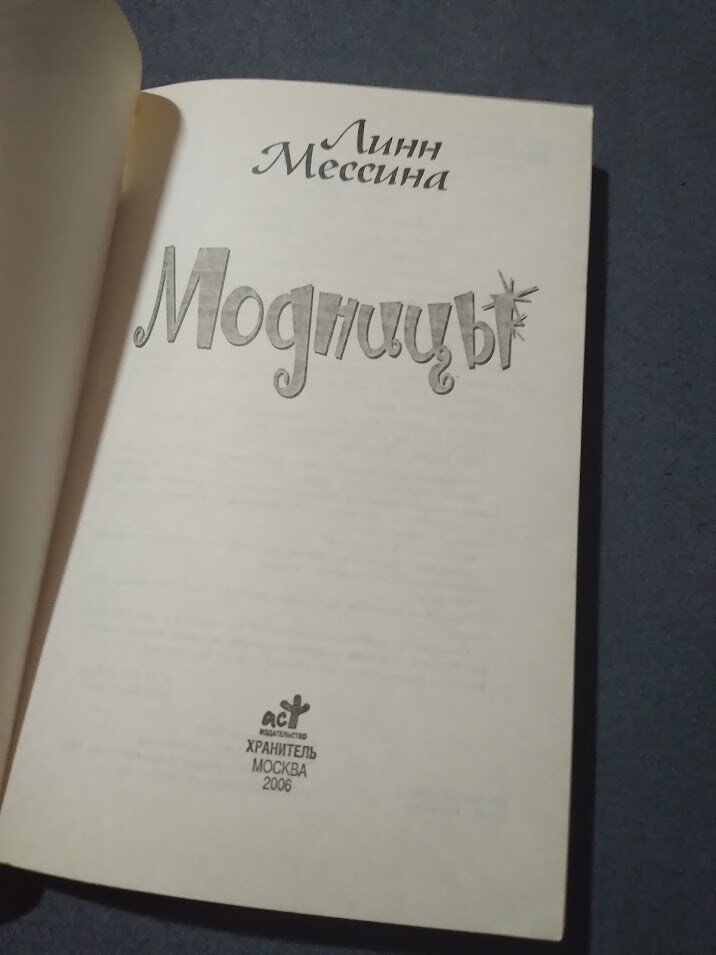 Линн
Мессина
Модницы
аст
ИЗДАТЕЛЬСТВО
ХРАНИТЕЛЬ
МОСКВА
2006